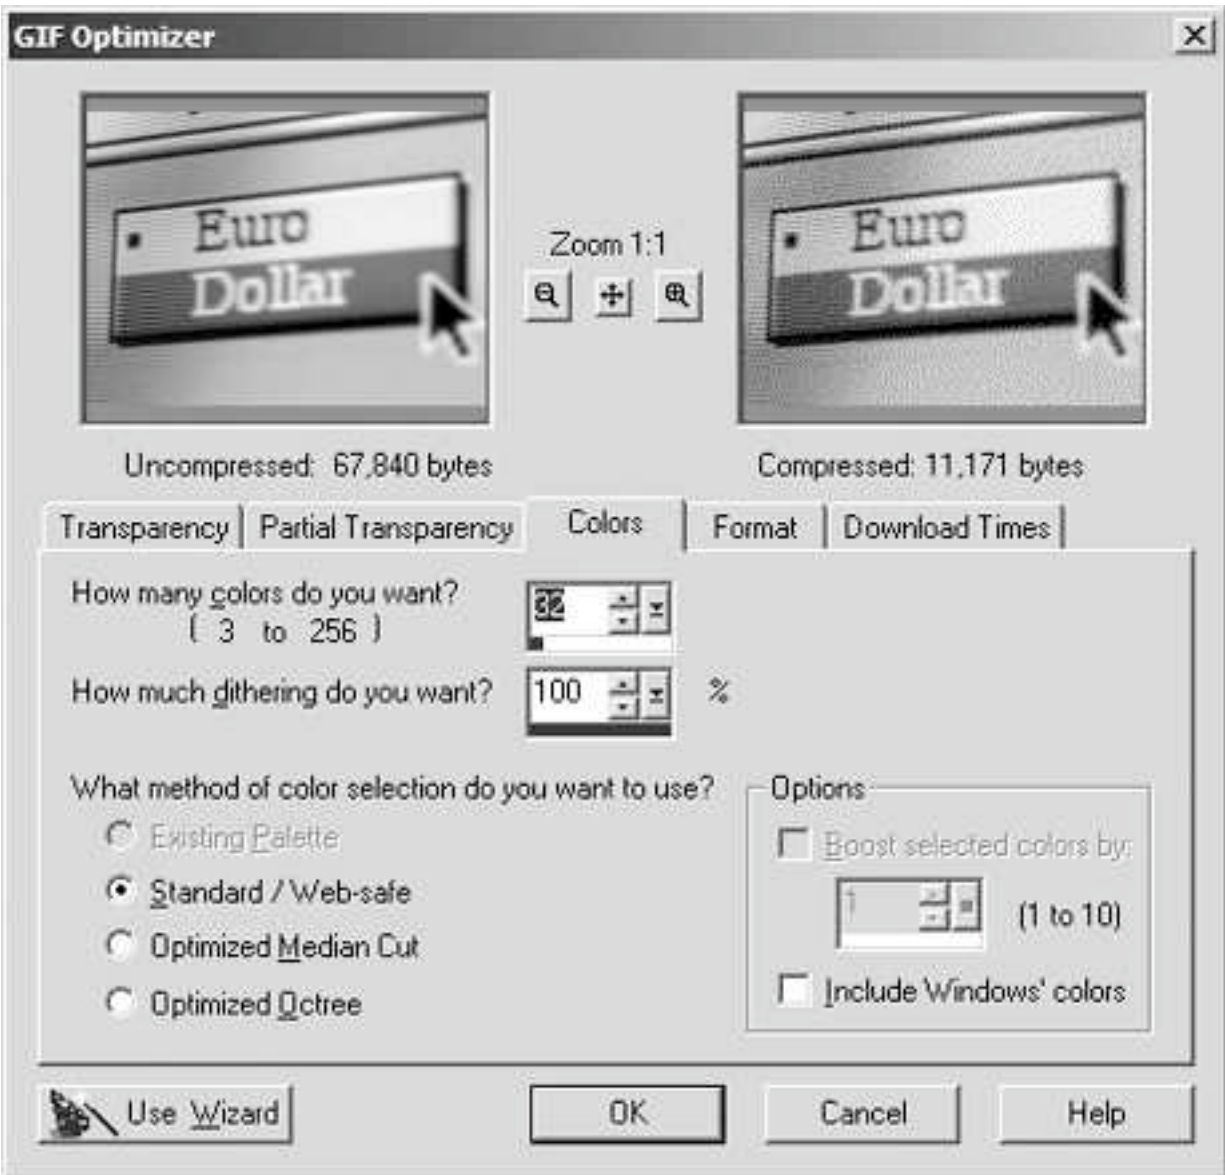 GIF Optimizer
Euro
Dollar
Zoom 1:1
Euro
Dollar
Uncompressed: 67,840 bytes
Compressed: 11,171 bytes
Transparency
Partial Transparency
Colors
Format
Download Times
How many colors do you want?
32
( 3 to 256 )
How much dithering do you want?
100
%
What method of color selection do you want to use?
Existing Palette
Standard / Web-safe
Optimized Median Cut
Optimized Octree
Options
Boost selected colors by:
1
(1 to 10)
Include Windows' colors
Use Wizard
OK
Cancel
Help